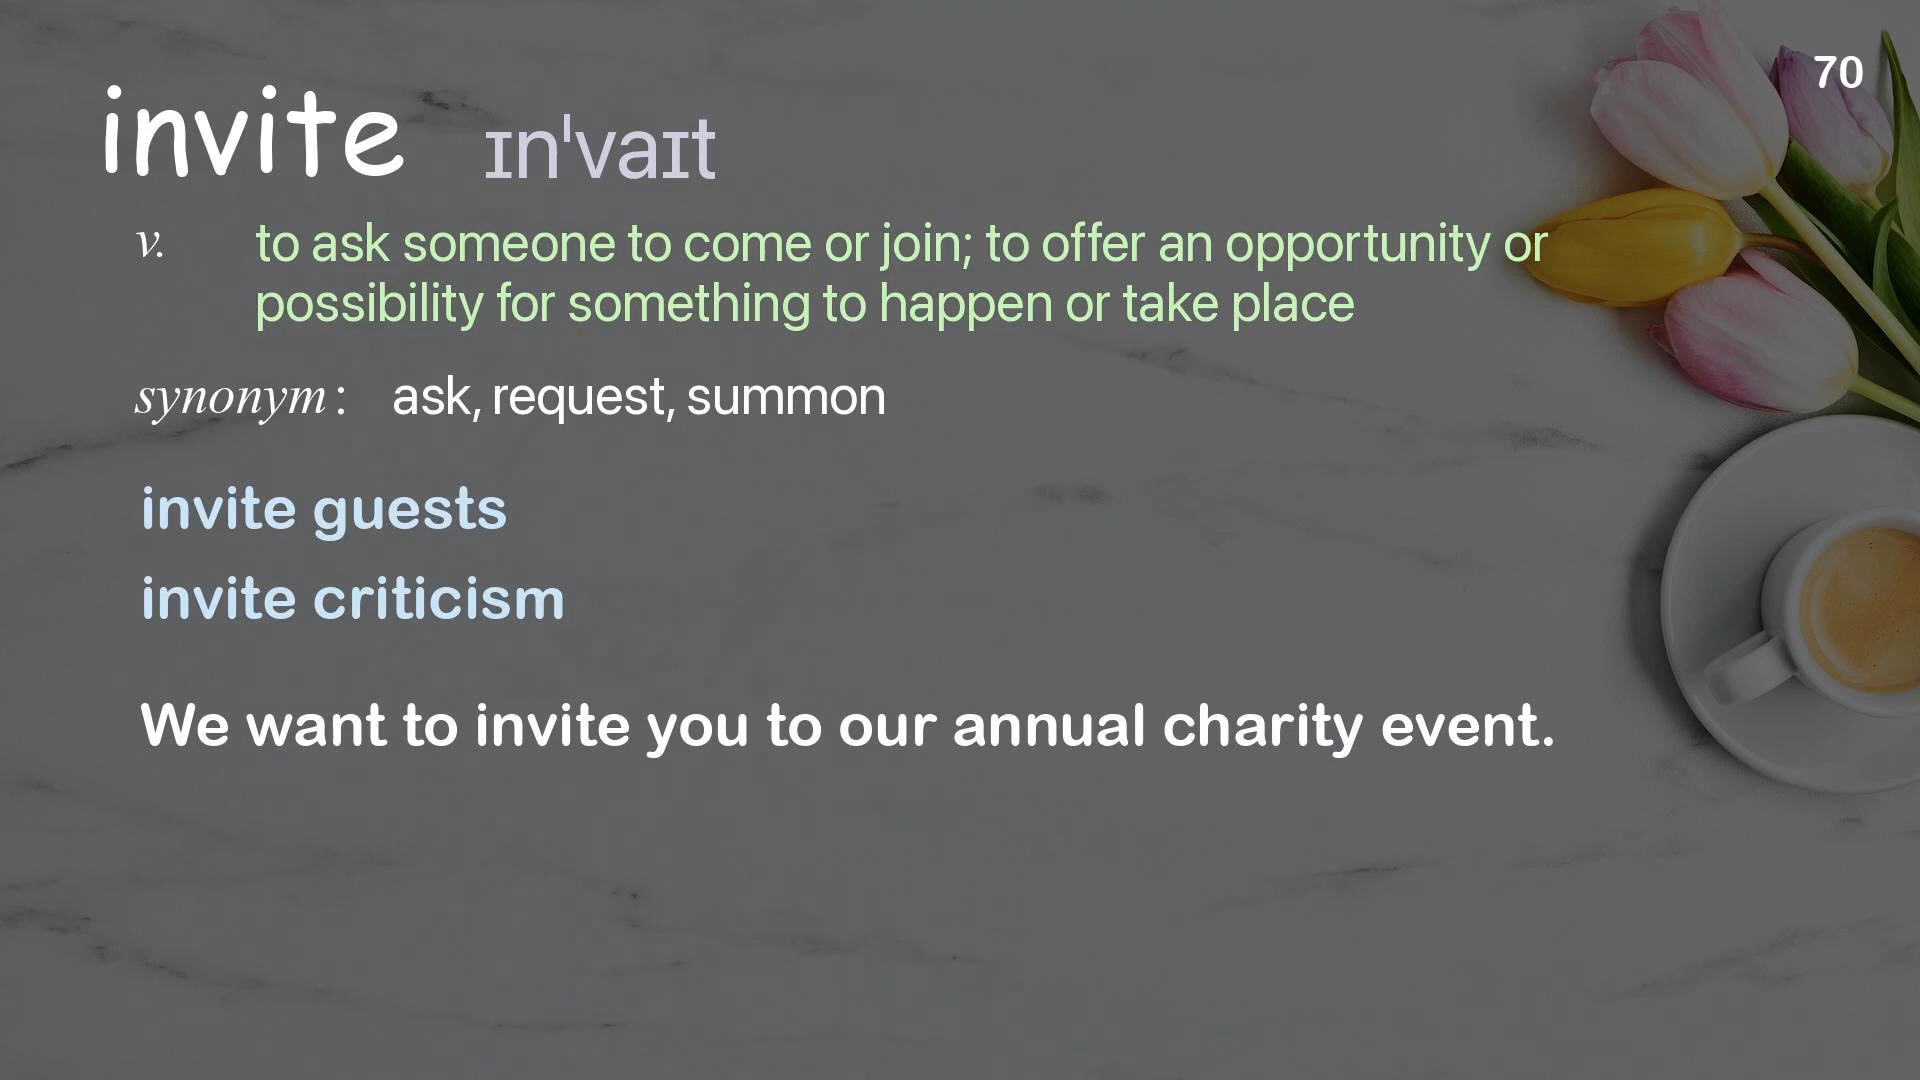 70
invite ɪnˈvaɪt
v. to ask someone to come or join; to offer an opportunity or
possibility for something to happen or take place
synonym: ask, request, summon
invite guests
invite criticism
We want to invite you to our annual charity event.